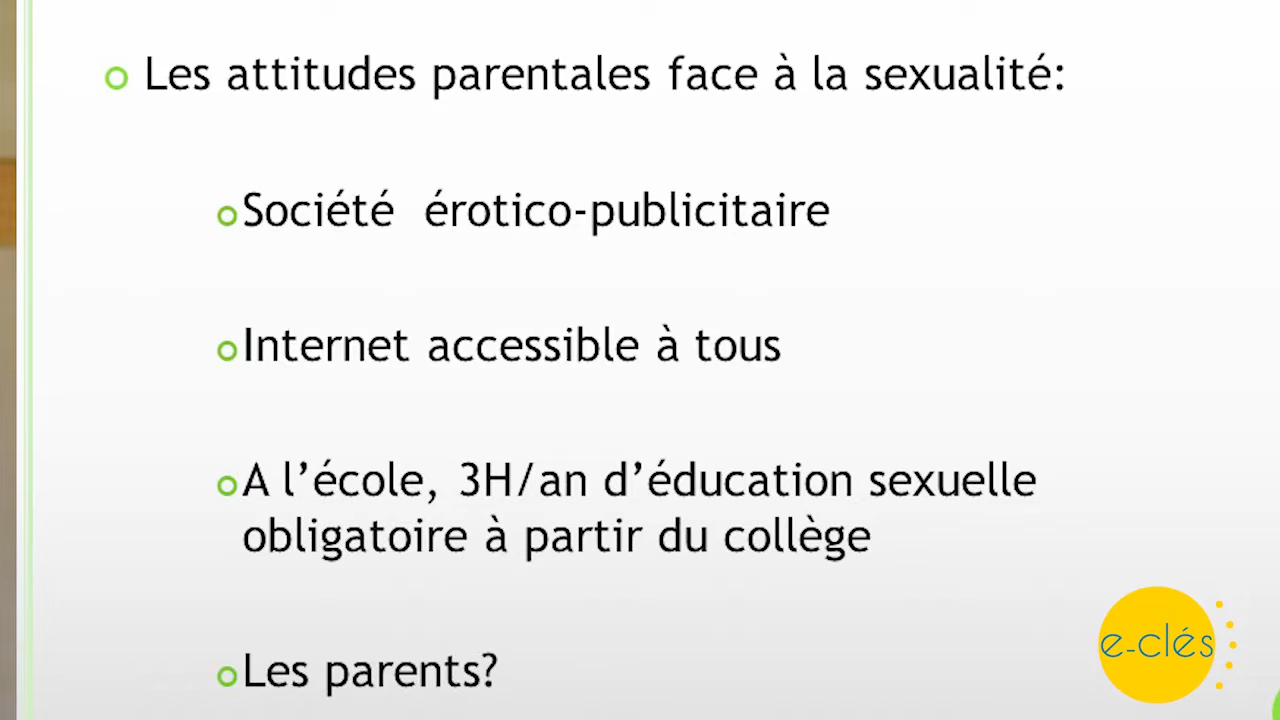 Les attitudes parentales face à la sexualité:
Société érotico-publicitaire
Internet accessible à tous
A l’école, 3H/an d’éducation sexuelle
obligatoire à partir du collège
Les parents?
e-clés